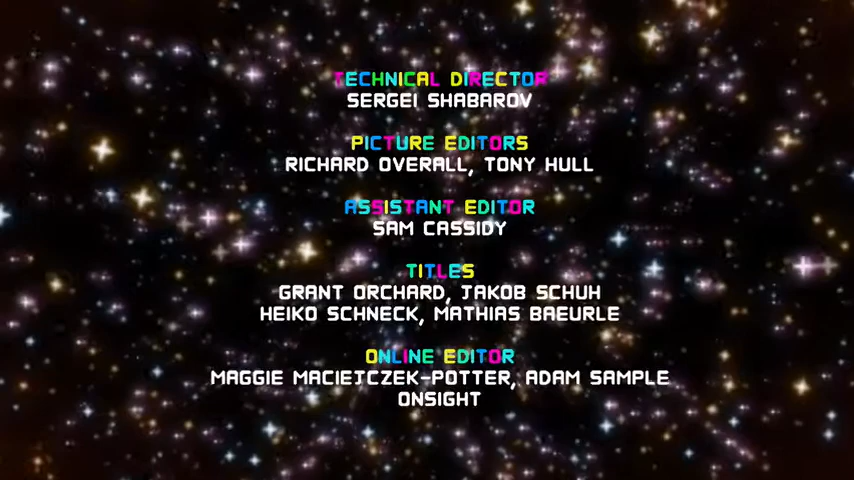 TECHNICAL DIRECTOR
SERGEI SHABAROV
PICTURE EDITORS
RICHARD OVERALL, TONY HULL
ASSISTANT EDITOR
SAM CASSIDY
TITLES
GRANT ORCHARD, JAKOB SCHUH
HEIKO SCHNECK, MATHIAS BAEURLE
ONLINE EDITOR
MAGGIE MACIEJCZEK-POTTER, ADAM SAMPLE
ONSIGHT